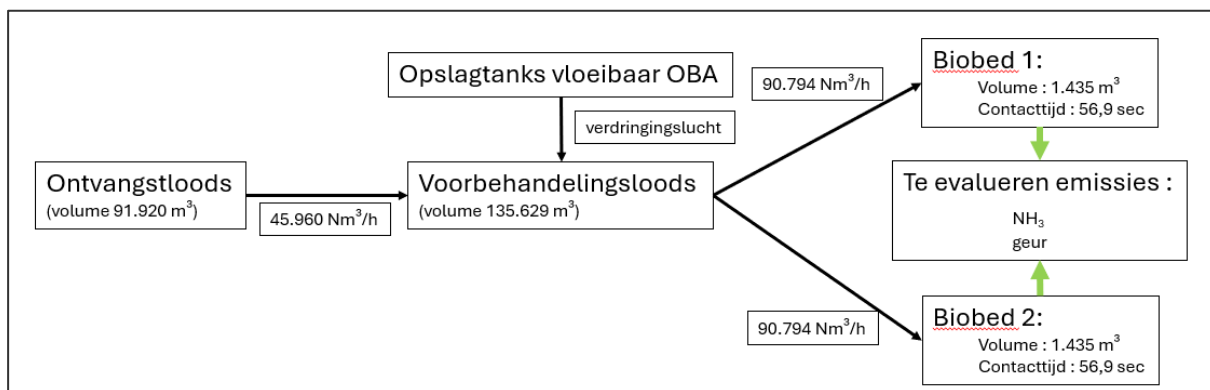 Opslagtanks vloeibaar OBA
verdringingslucht
Ontvangstloods
(volume 91.920 m³)
45.960 Nm³/h
Voorbehandelingsloods
(volume 135.629 m³)
90.794 Nm³/h
Biobed 1:
Volume : 1.435 m³
Contacttijd : 56,9 sec
Te evalueren emissies :
NH₃
geur
90.794 Nm³/h
Biobed 2:
Volume : 1.435 m³
Contacttijd : 56,9 sec